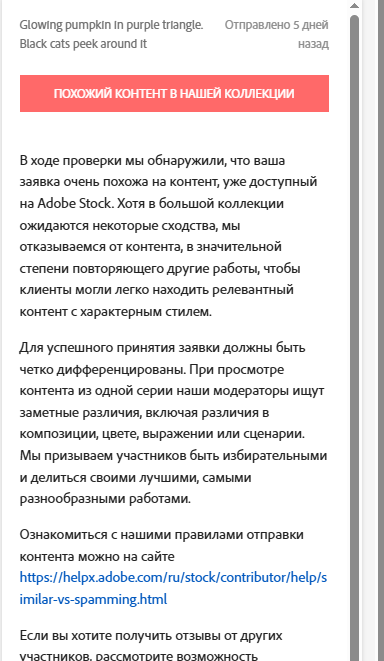 Glowing pumpkin in purple triangle. Отправлено 5 дней
Black cats peek around it назад
ПОХОЖИЙ КОНТЕНТ В НАШЕЙ КОЛЛЕКЦИИ
В ходе проверки мы обнаружили, что ваша
заявка очень похожа на контент, уже доступный
на Adobe Stock. Хотя в большой коллекции
ожидаются некоторые сходства, мы
отказываемся от контента, в значительной
степени повторяющего другие работы, чтобы
клиенты могли легко находить релевантный
контент с характерным стилем.
Для успешного принятия заявки должны быть
четко дифференцированы. При просмотре
контента из одной серии наши модераторы ищут
заметные различия, включая различия в
композиции, цвете, выражении или сценарии.
Мы призываем участников быть избирательными
и делиться своими лучшими, самыми
разнообразными работами.
Ознакомиться с нашими правилами отправки
контента можно на сайте
https://helpx.adobe.com/ru/stock/contributor/help/s
imilar-vs-spamming.html
Если вы хотите получить отзывы от других
участников, рассмотрите возможность